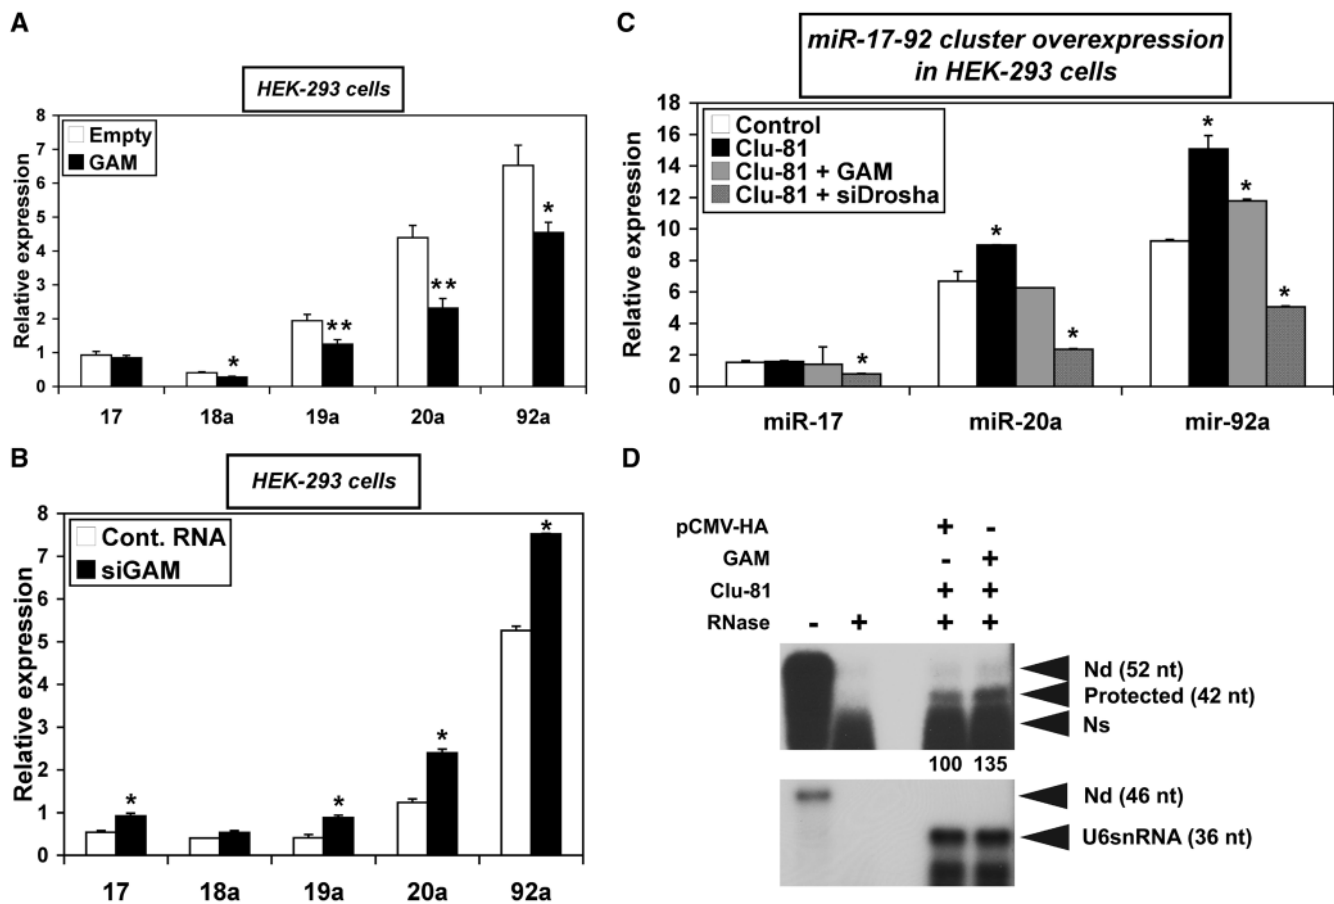 A
HEK-293 cells
Relative expression
8
7
6
5
4
3
2
1
0
Empty
GAM
*
**
**
*
17 18a 19a 20a 92a
B
HEK-293 cells
Relative expression
8
7
6
5
4
3
2
1
0
Cont. RNA
siGAM
*
*
*
*
17 18a 19a 20a 92a
C
miR-17-92 cluster overexpression
in HEK-293 cells
Relative expression
18
16
14
12
10
8
6
4
2
0
Control
Clu-81
Clu-81 + GAM
Clu-81 + siDrosha
*
*
*
*
*
*
miR-17 miR-20a mir-92a
D
pCMV-HA + -
GAM - +
Clu-81 + +
RNase - + + +
Nd (52 nt)
Protected (42 nt)
Ns
100 135
Nd (46 nt)
U6snRNA (36 nt)